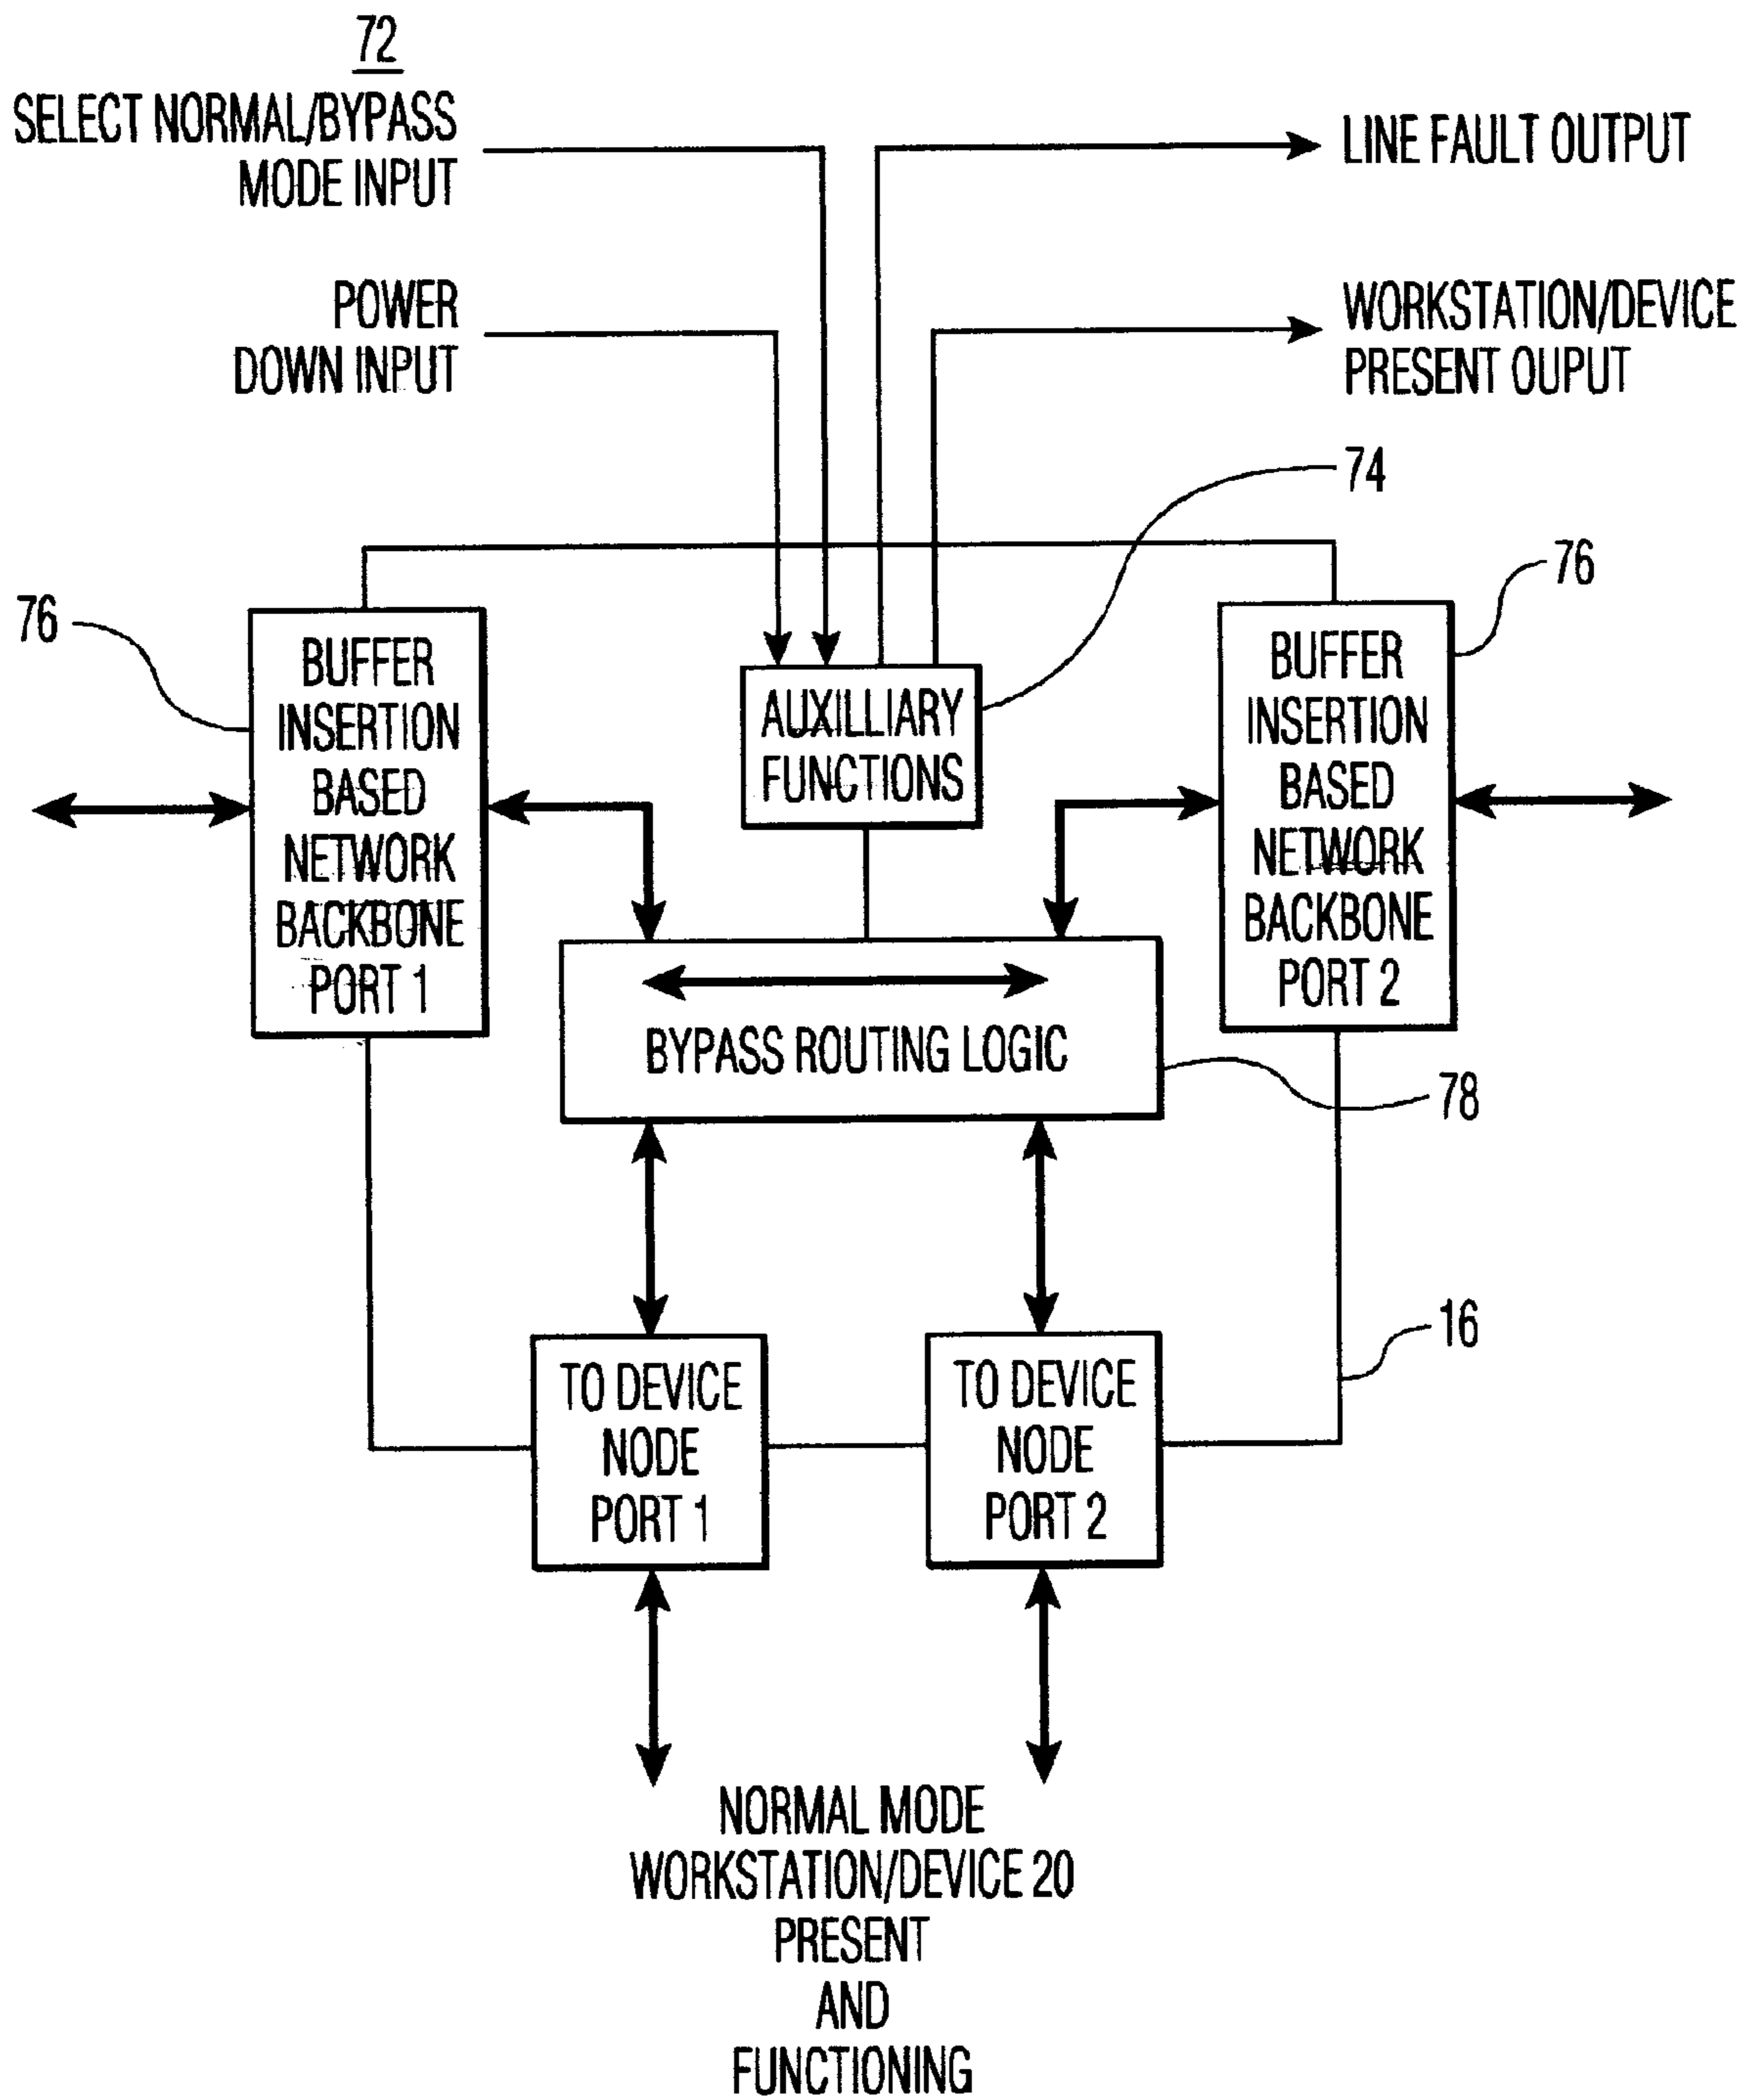 72
SELECT NORMAL/BYPASS
MODE INPUT
LINE FAULT OUTPUT
POWER
DOWN INPUT
WORKSTATION/DEVICE
PRESENT OUPUT
74
76
76
BUFFER
INSERTION
BASED
NETWORK
BACKBONE
PORT 1
AUXILLIARY
FUNCTIONS
BUFFER
INSERTION
BASED
NETWORK
BACKBONE
PORT 2
BYPASS ROUTING LOGIC
78
16
TO DEVICE
NODE
PORT 1
TO DEVICE
NODE
PORT 2
NORMAL MODE
WORKSTATION/DEVICE 20
PRESENT
AND
FUNCTIONING